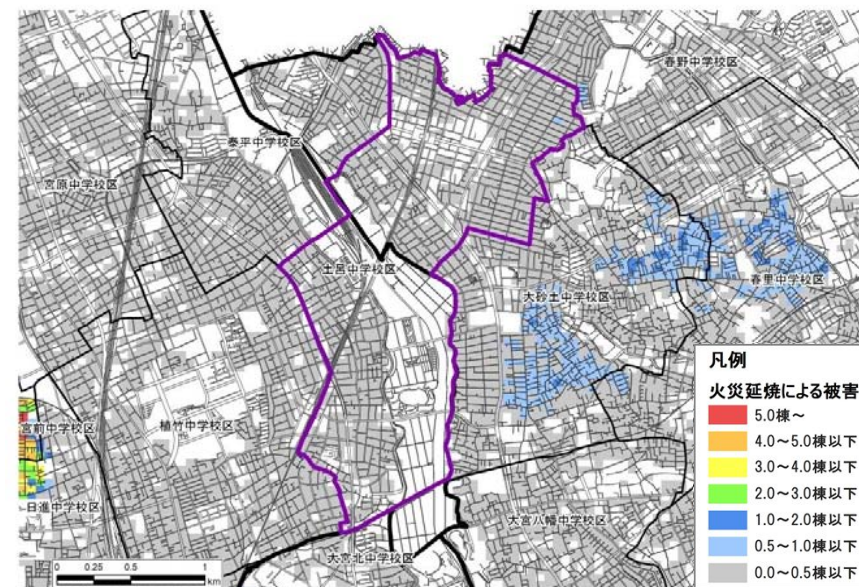 春野中学校区
泰平中学校区
宮原中学校区
土呂中学校区
春里中学校区
大砂土中学校区
宮前中学校区
植竹中学校区
日進中学校区
大宮八幡中学校区
大宮北中学校区
0 0.25 0.5 1
km
凡例
火災延焼による被害
5.0棟~
4.0~5.0棟以下
3.0~4.0棟以下
2.0~3.0棟以下
1.0~2.0棟以下
0.5~1.0棟以下
0.0~0.5棟以下